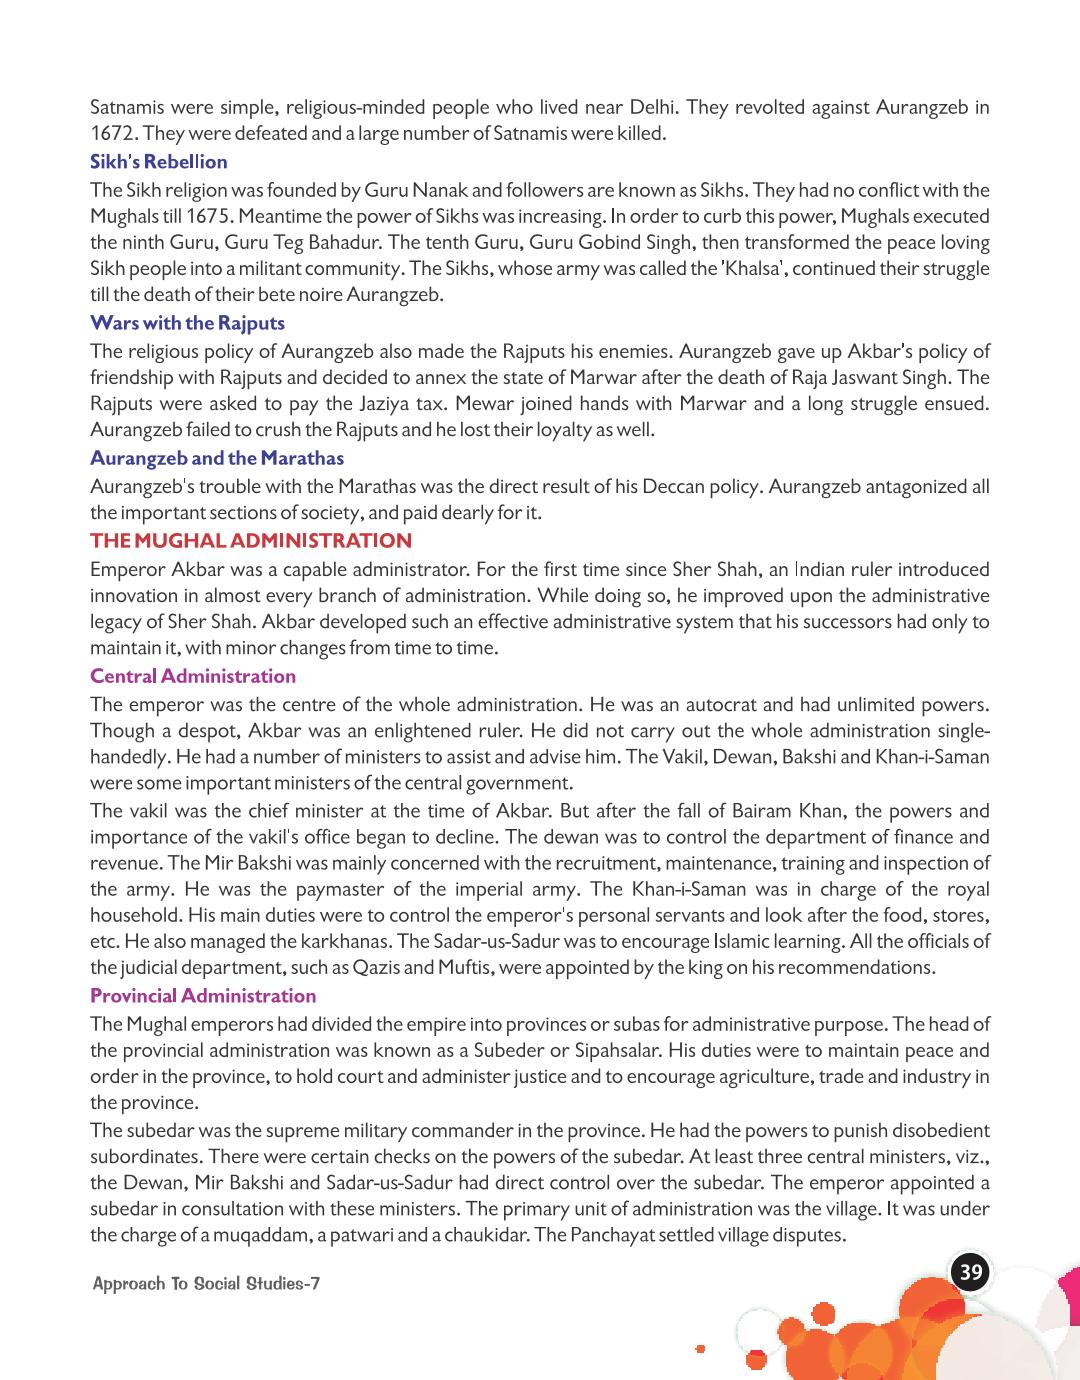 Satnamis were simple, religious-minded people who lived near Delhi. They revolted against Aurangzeb in
1672. They were defeated and a large number of Satnamis were killed.
Sikh's Rebellion
The Sikh religion was founded by Guru Nanak and followers are known as Sikhs. They had no conflict with the
Mughals till 1675. Meantime the power of Sikhs was increasing. In order to curb this power, Mughals executed
the ninth Guru, Guru Teg Bahadur. The tenth Guru, Guru Gobind Singh, then transformed the peace loving
Sikh people into a militant community. The Sikhs, whose army was called the 'Khalsa', continued their struggle
till the death of their bete noire Aurangzeb.
Wars with the Rajputs
The religious policy of Aurangzeb also made the Rajputs his enemies. Aurangzeb gave up Akbar's policy of
friendship with Rajputs and decided to annex the state of Marwar after the death of Raja Jaswant Singh. The
Rajputs were asked to pay the Jaziya tax. Mewar joined hands with Marwar and a long struggle ensued.
Aurangzeb failed to crush the Rajputs and he lost their loyalty as well.
Aurangzeb and the Marathas
Aurangzeb's trouble with the Marathas was the direct result of his Deccan policy. Aurangzeb antagonized all
the important sections of society, and paid dearly for it.
THE MUGHAL ADMINISTRATION
Emperor Akbar was a capable administrator. For the first time since Sher Shah, an Indian ruler introduced
innovation in almost every branch of administration. While doing so, he improved upon the administrative
legacy of Sher Shah. Akbar developed such an effective administrative system that his successors had only to
maintain it, with minor changes from time to time.
Central Administration
The emperor was the centre of the whole administration. He was an autocrat and had unlimited powers.
Though a despot, Akbar was an enlightened ruler. He did not carry out the whole administration single-
handedly. He had a number of ministers to assist and advise him. The Vakil, Dewan, Bakshi and Khan-i-Saman
were some important ministers of the central government.
The vakil was the chief minister at the time of Akbar. But after the fall of Bairam Khan, the powers and
importance of the vakil's office began to decline. The dewan was to control the department of finance and
revenue. The Mir Bakshi was mainly concerned with the recruitment, maintenance, training and inspection of
the army. He was the paymaster of the imperial army. The Khan-i-Saman was in charge of the royal
household. His main duties were to control the emperor's personal servants and look after the food, stores,
etc. He also managed the karkhanas. The Sadar-us-Sadur was to encourage Islamic learning. All the officials of
the judicial department, such as Qazis and Muftis, were appointed by the king on his recommendations.
Provincial Administration
The Mughal emperors had divided the empire into provinces or subas for administrative purpose. The head of
the provincial administration was known as a Subeder or Sipahsalar. His duties were to maintain peace and
order in the province, to hold court and administer justice and to encourage agriculture, trade and industry in
the province.
The subedar was the supreme military commander in the province. He had the powers to punish disobedient
subordinates. There were certain checks on the powers of the subedar. At least three central ministers, viz.,
the Dewan, Mir Bakshi and Sadar-us-Sadur had direct control over the subedar. The emperor appointed a
subedar in consultation with these ministers. The primary unit of administration was the village. It was under
the charge of a muqaddam, a patwari and a chaukidar. The Panchayat settled village disputes.
Approach To Social Studies-7
39